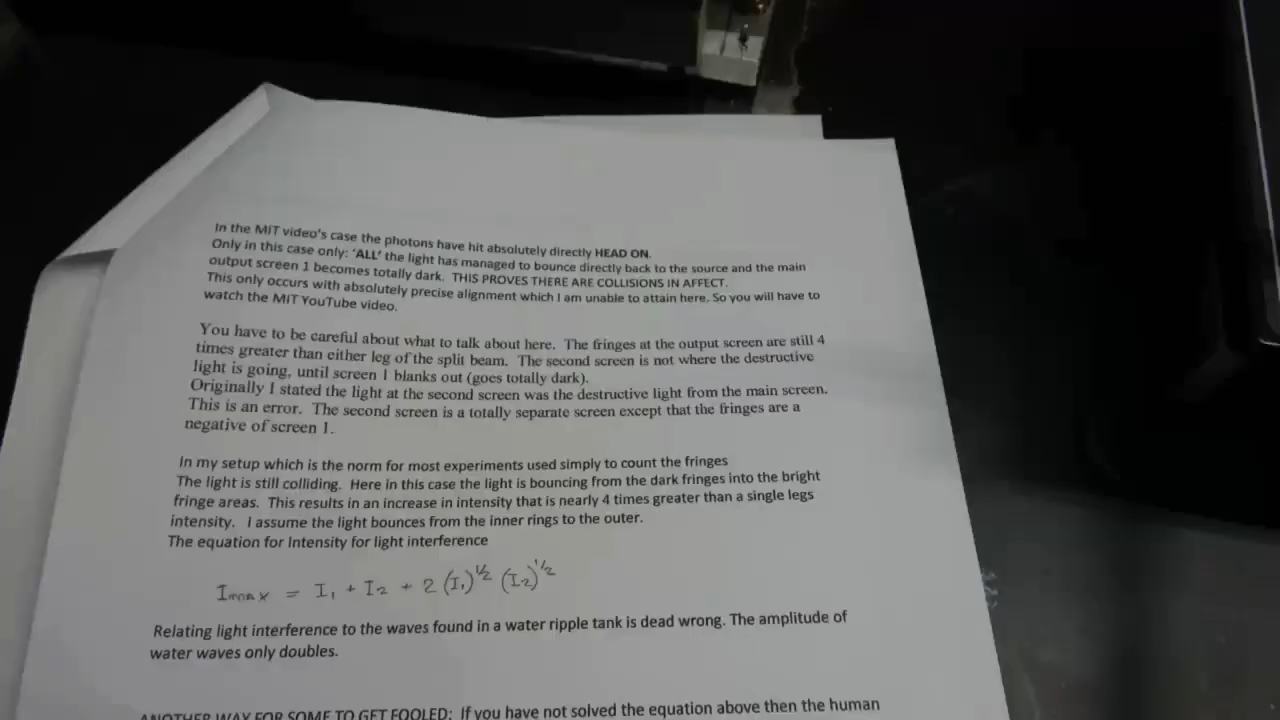 In the MIT video's case the photons have hit absolutely directly HEAD ON.
Only in this case only: 'ALL' the light has managed to bounce directly back to the source and the main
output screen 1 becomes totally dark. THIS PROVES THERE ARE COLLISIONS IN AFFECT.
This only occurs with absolutely precise alignment which I am unable to attain here. So you will have to
watch the MIT YouTube video.
You have to be careful about what to talk about here. The fringes at the output screen are still 4
times greater than either leg of the split beam. The second screen is not where the destructive
light is going, until screen 1 blanks out (goes totally dark).
Originally I stated the light at the second screen was the destructive light from the main screen.
This is an error. The second screen is a totally separate screen except that the fringes are a
negative of screen 1.
In my setup which is the norm for most experiments used simply to count the fringes
The light is still colliding. Here in this case the light is bouncing from the dark fringes into the bright
fringe areas. This results in an increase in intensity that is nearly 4 times greater than a single legs
intensity. I assume the light bounces from the inner rings to the outer.
The equation for Intensity for light interference
Imax = I1 + I2 + 2 (I1)^1/2 (I2)^1/2
Relating light interference to the waves found in a water ripple tank is dead wrong. The amplitude of
water waves only doubles.
ANOTHER WAY FOR SOME TO GET FOOLED: If you have not solved the equation above then the human